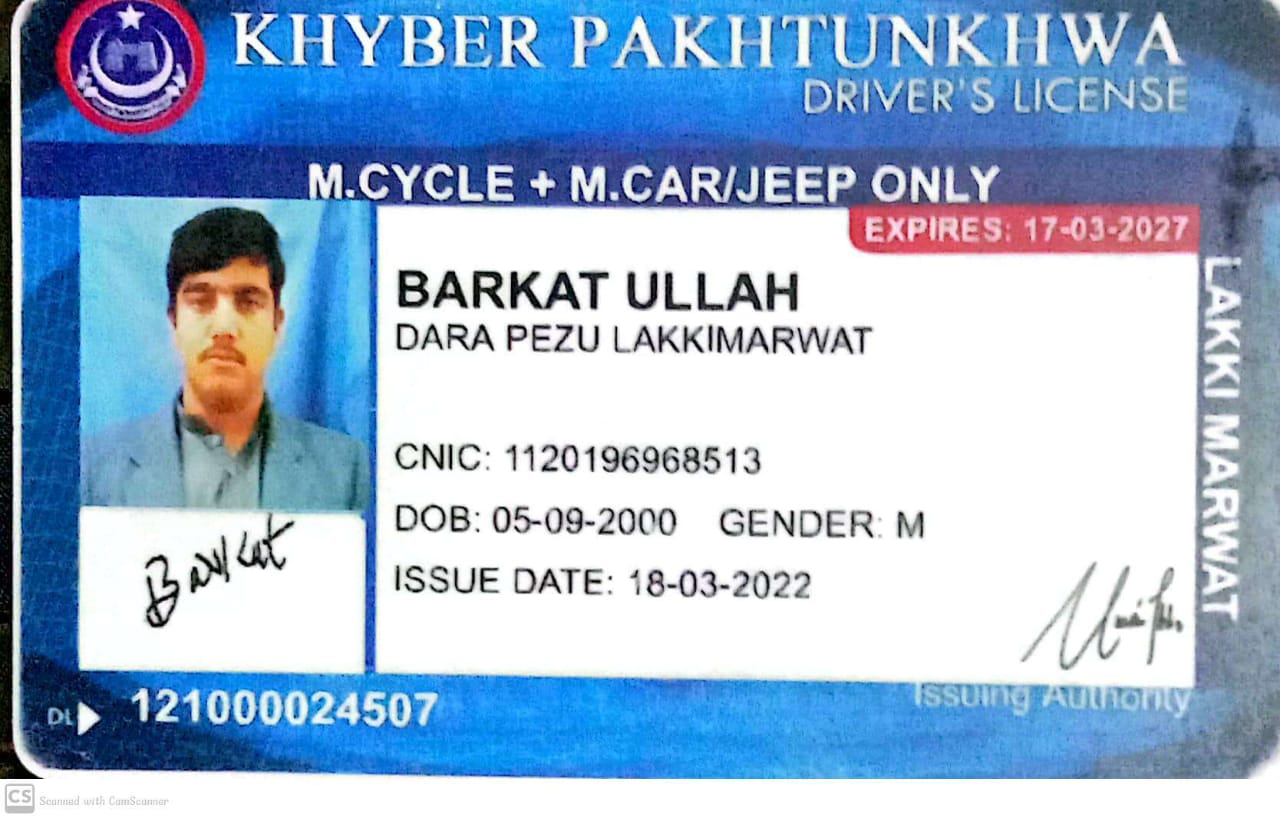 KHYBER PAKHTUNKHWA
DRIVER'S LICENSE
M.CYCLE + M.CAR/JEEP ONLY
EXPIRES: 17-03-2027
BARKAT ULLAH
DARA PEZU LAKKIMARWAT
CNIC: 1120196968513
DOB: 05-09-2000 GENDER: M
ISSUE DATE: 18-03-2022
LAKKI MARWAT
Barkat
Issuing Authority
DL 121000024507
CS Scanned with CamScanner